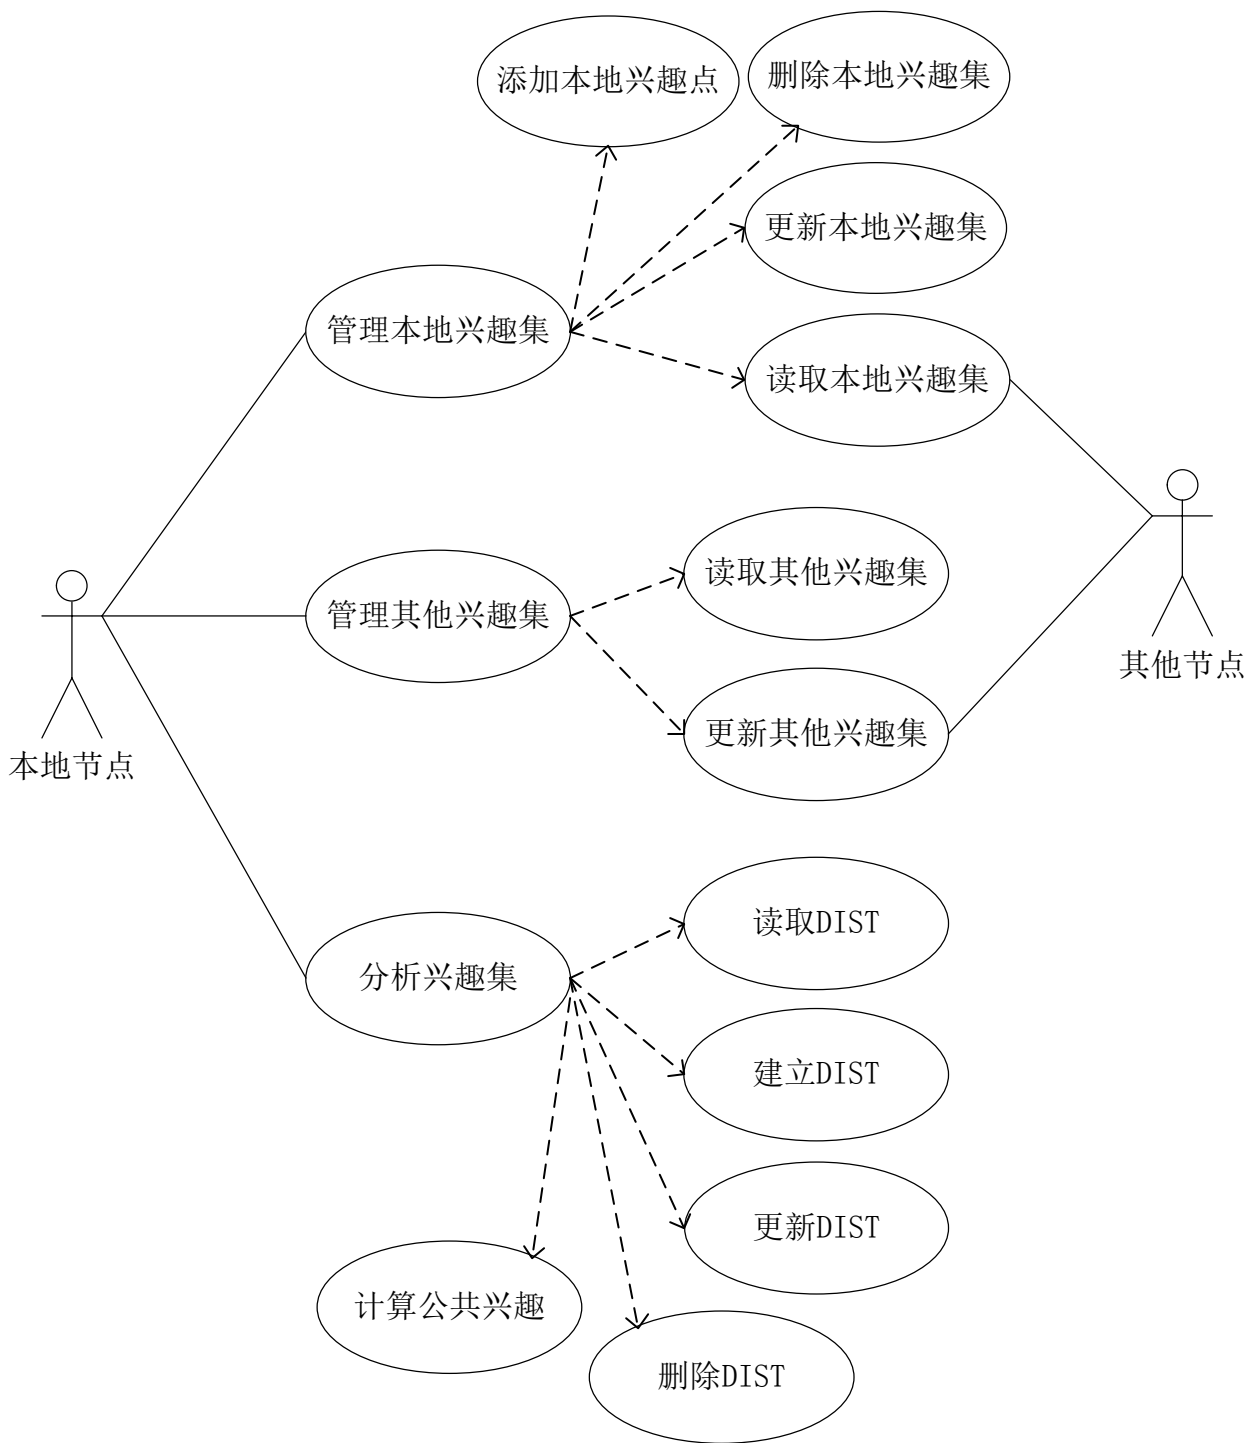 添加本地兴趣点
删除本地兴趣集
更新本地兴趣集
管理本地兴趣集
读取本地兴趣集
读取其他兴趣集
管理其他兴趣集
其他节点
更新其他兴趣集
本地节点
读取DIST
分析兴趣集
建立DIST
更新DIST
计算公共兴趣
删除DIST